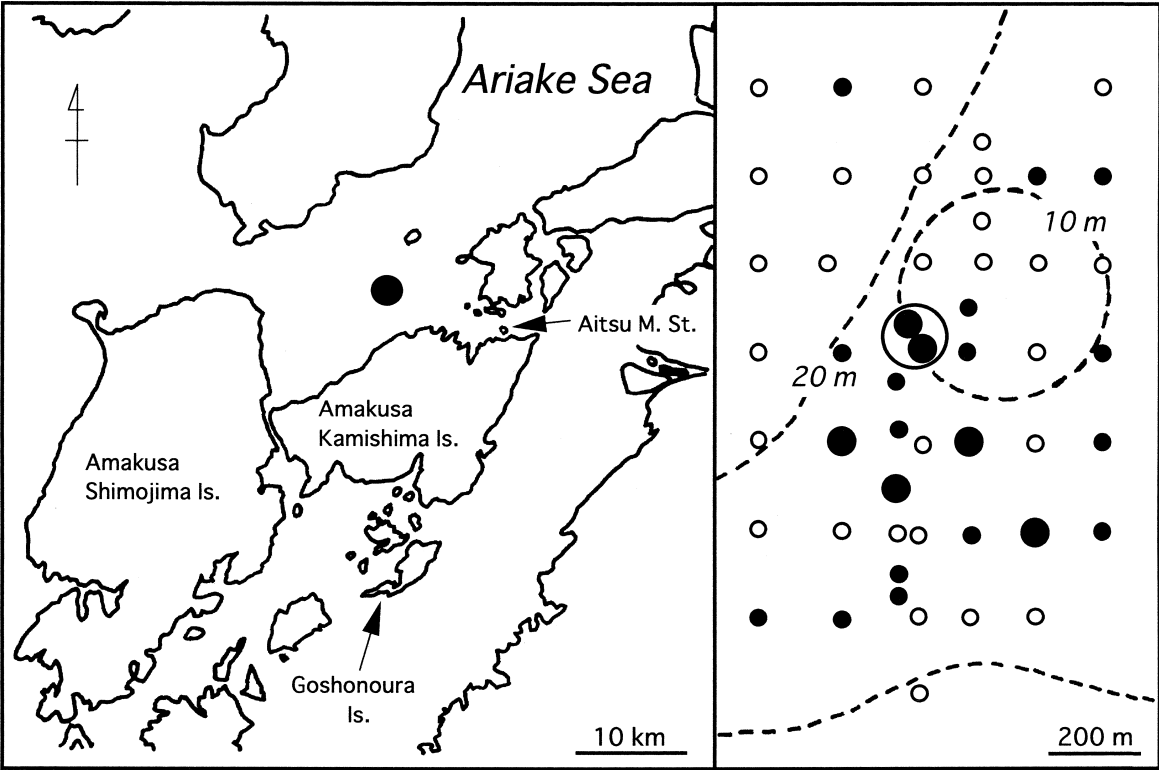 Ariake Sea
Aitsu M. St.
Amakusa
Kamishima Is.
Amakusa
Shimojima Is.
Goshonoura
Is.
10 km
10 m
20 m
200 m